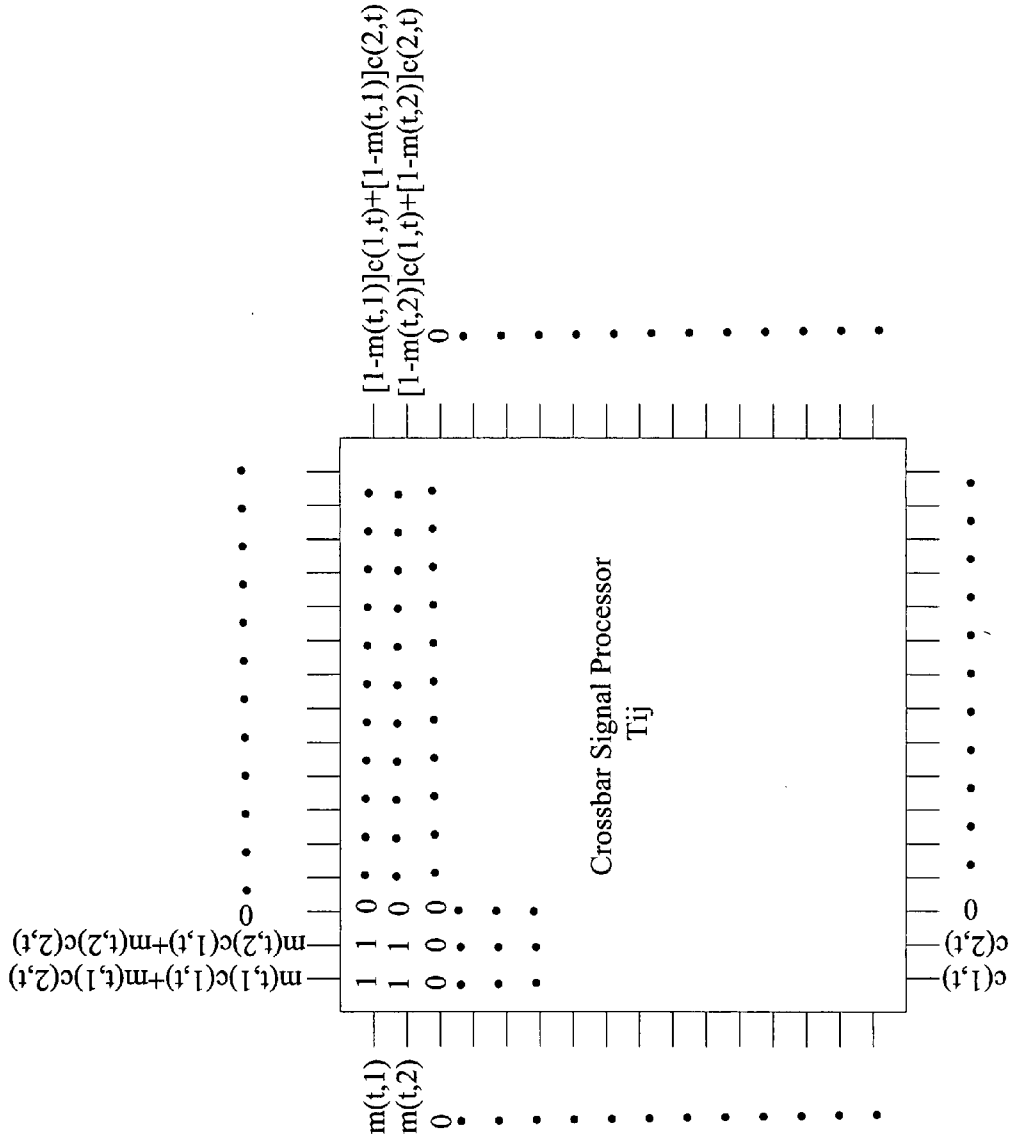 [1-m(t,1)]c(1,t)+[1-m(t,1)]c(2,t)
[1-m(t,2)]c(1,t)+[1-m(t,2)]c(2,t)
0
0
m(t,2)c(1,t)+m(t,2)c(2,t)
m(t,1)c(1,t)+m(t,1)c(2,t)
1 1 0
1 1 0
0 0 0
Crossbar Signal Processor
Tij
0
c(2,t)
c(1,t)
m(t,1)
m(t,2)
0